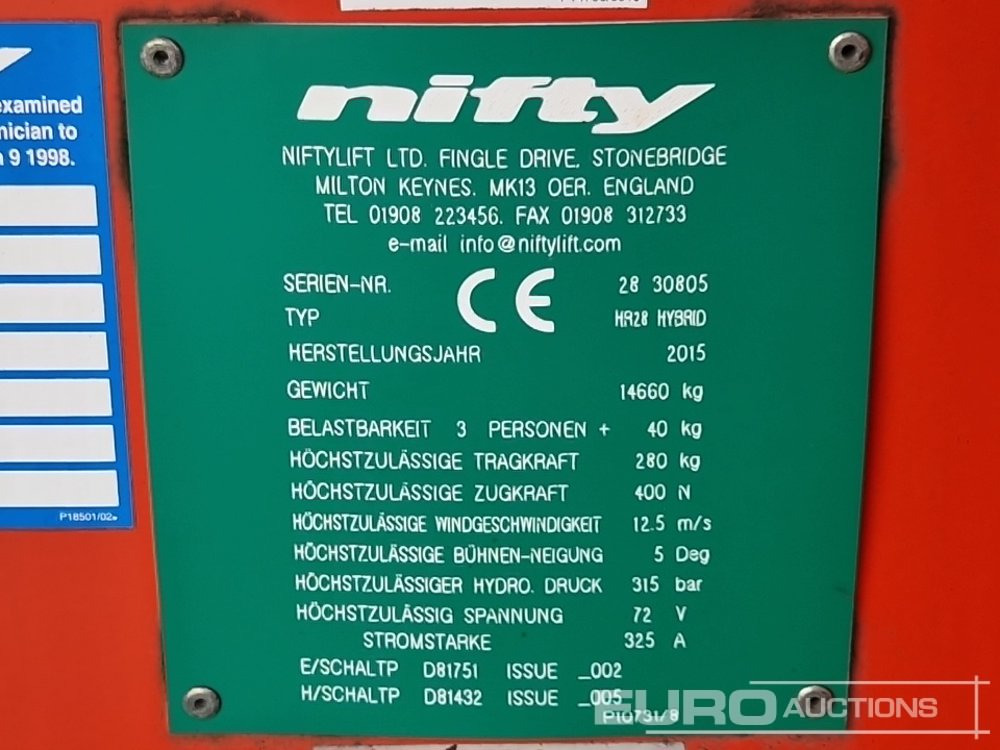 examined
nician to
n 9 1998.
P18501/02
nifty
NIFTYLIFT LTD. FINGLE DRIVE. STONEBRIDGE
MILTON KEYNES. MK13 OER. ENGLAND
TEL 01908 223456. FAX 01908 312733
e-mail info@niftylift.com
CE
SERIEN-NR. 28 30805
TYP HR28 HYBRID
HERSTELLUNGSJAHR 2015
GEWICHT 14660 kg
BELASTBARKEIT 3 PERSONEN + 40 kg
HÖCHSTZULÄSSIGE TRAGKRAFT 280 kg
HÖCHSTZULÄSSIGE ZUGKRAFT 400 N
HÖCHSTZULÄSSIGE WINDGESCHWINDIGKEIT 12.5 m/s
HÖCHSTZULÄSSIGE BÜHNEN-NEIGUNG 5 Deg
HÖCHSTZULÄSSIGER HYDRO. DRUCK 315 bar
HÖCHSTZULÄSSIG SPANNUNG 72 V
STROMSTARKE 325 A
E/SCHALTP D81751 ISSUE _002
H/SCHALTP D81432 ISSUE _005
P10731/8
EURO AUCTIONS